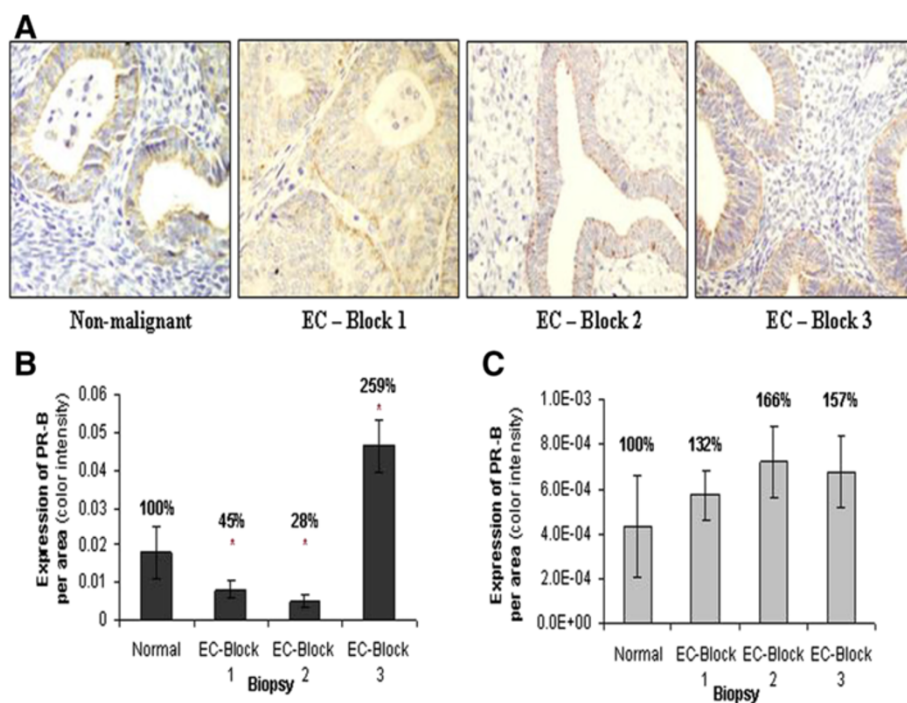 A
Non-malignant
EC – Block 1
EC – Block 2
EC – Block 3
B
Expression of PR-B
per area (color intensity)
0.06
0.05
0.04
0.03
0.02
0.01
0
100%
45%
*
28%
*
259%
*
Normal
EC-Block
1
EC-Block
2
EC-Block
3
Biopsy
C
Expression of PR-B
per area (color intensity)
1.0E-03
8.0E-04
6.0E-04
4.0E-04
2.0E-04
0.0E+00
100%
132%
166%
157%
Normal
EC-Block
1
EC-Block
2
EC-Block
3
Biopsy